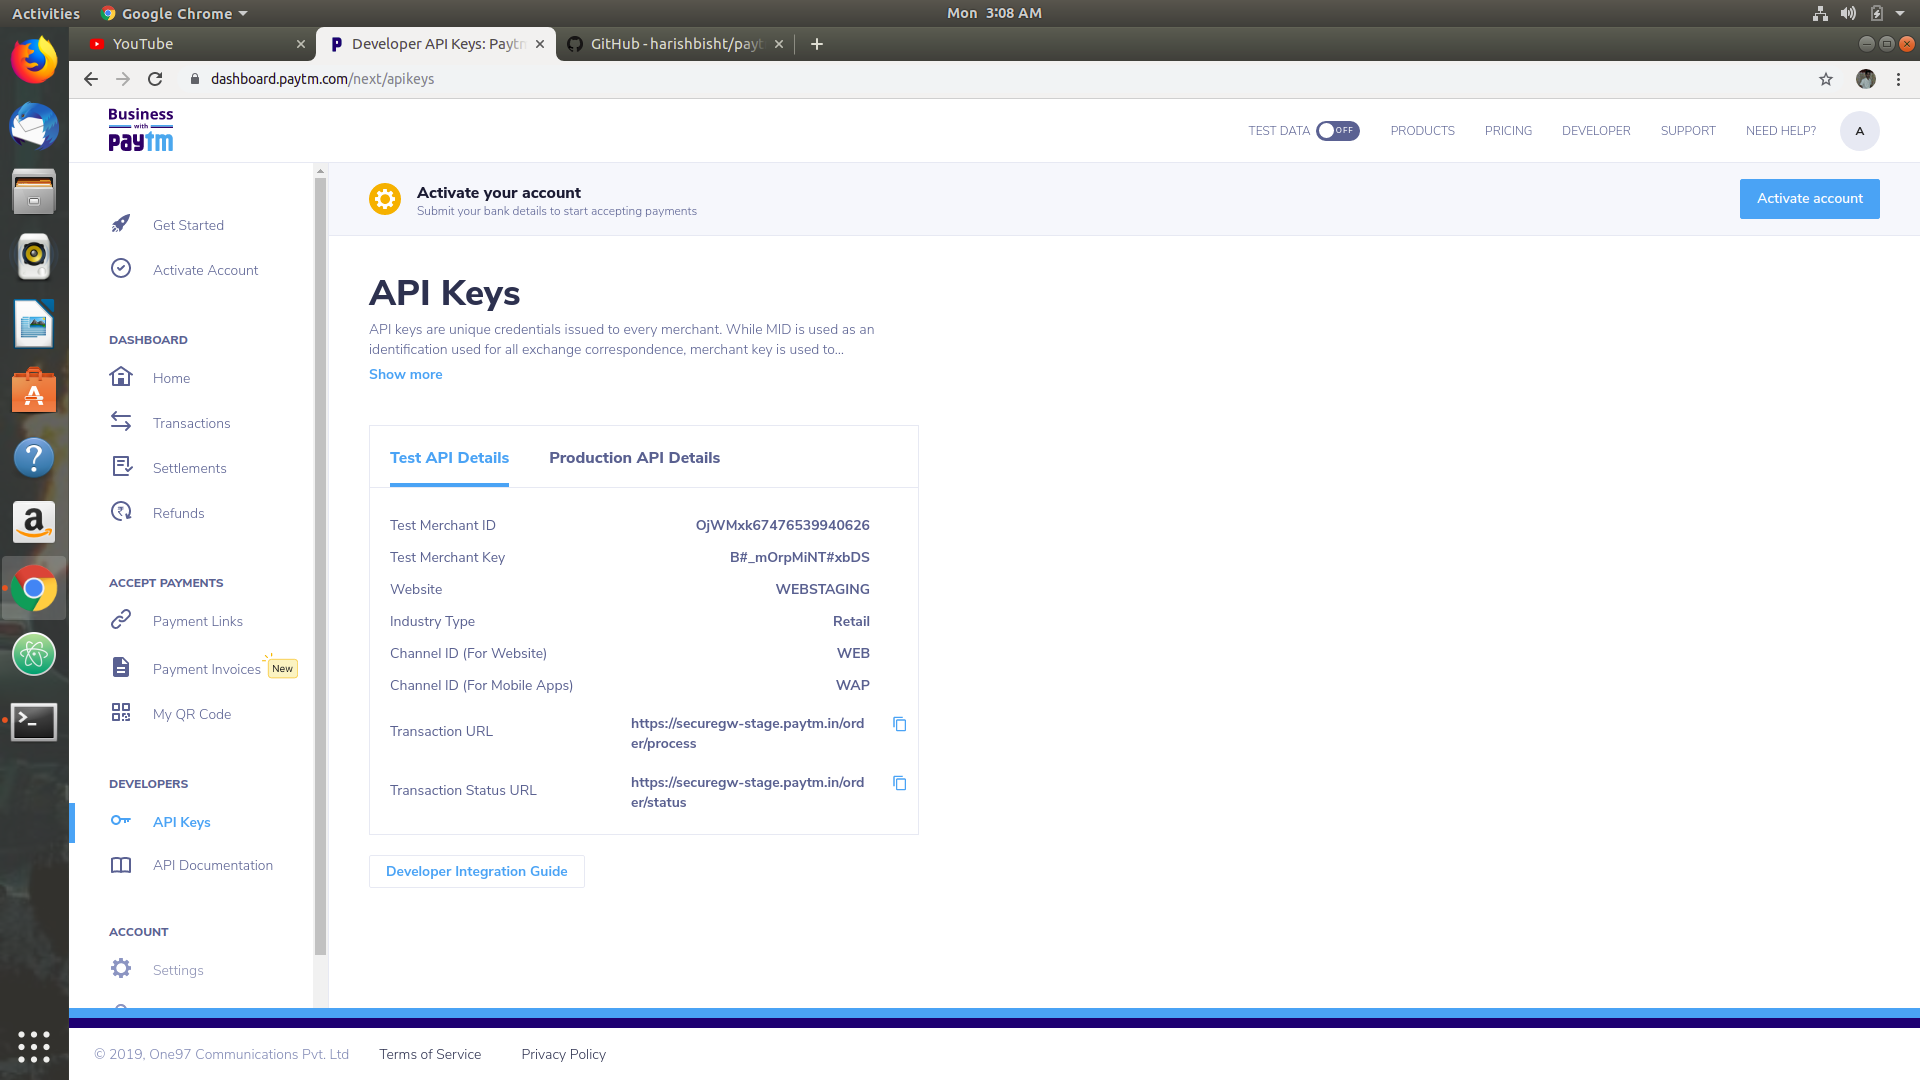 Activities
Google Chrome
Mon 3:08 AM
YouTube
Developer API Keys: Paytm
GitHub - harishbisht/payt
dashboard.paytm.com/next/apikeys
Business
with
paytm
TEST DATA
OFF
PRODUCTS
PRICING
DEVELOPER
SUPPORT
NEED HELP?
A
Get Started
Activate Account
DASHBOARD
Home
Transactions
Settlements
Refunds
ACCEPT PAYMENTS
Payment Links
Payment Invoices
New
My QR Code
DEVELOPERS
API Keys
API Documentation
ACCOUNT
Settings
Activate your account
Submit your bank details to start accepting payments
Activate account
API Keys
API keys are unique credentials issued to every merchant. While MID is used as an
identification used for all exchange correspondence, merchant key is used to...
Show more
Test API Details
Production API Details
Test Merchant ID OjWMxk67476539940626
Test Merchant Key B#_mOrpMiNT#xbDS
Website WEBSTAGING
Industry Type Retail
Channel ID (For Website) WEB
Channel ID (For Mobile Apps) WAP
Transaction URL
https://securegw-stage.paytm.in/ord
er/process
Transaction Status URL
https://securegw-stage.paytm.in/ord
er/status
Developer Integration Guide
© 2019, One97 Communications Pvt. Ltd
Terms of Service
Privacy Policy